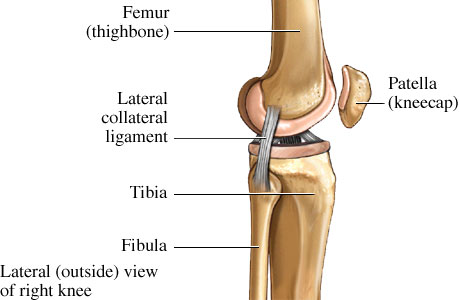 Femur
(thighbone)
Patella
(kneecap)
Lateral
collateral
ligament
Tibia
Fibula
Lateral (outside) view
of right knee